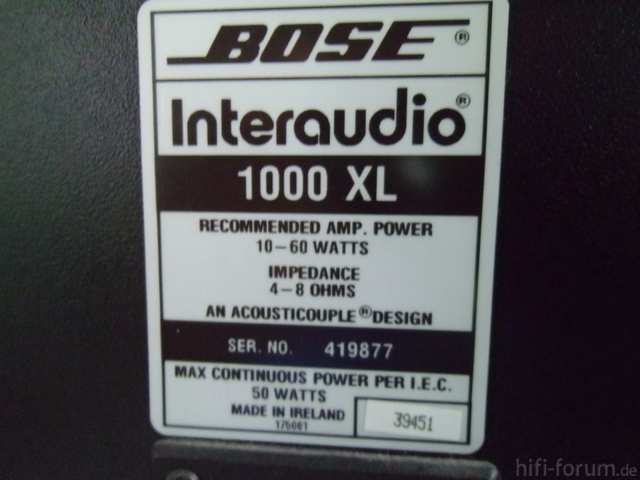 BOSE®
Interaudio®
1000 XL
RECOMMENDED AMP. POWER
10-60 WATTS
IMPEDANCE
4-8 OHMS
AN ACOUSTICOUPLE® DESIGN
SER. NO. 419877
MAX CONTINUOUS POWER PER I.E.C.
50 WATTS
MADE IN IRELAND
175061
39451
hifi-forum.de